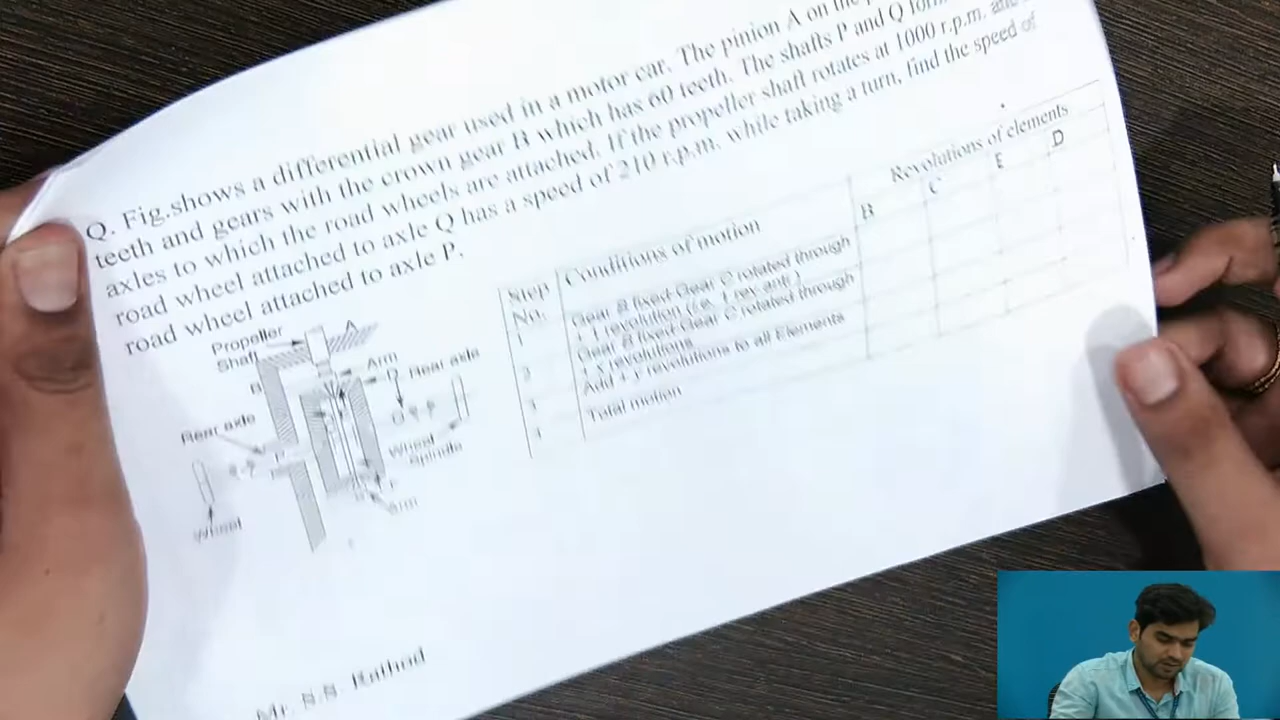 Q. Fig.shows a differential gear used in a motor car. The pinion A on the
teeth and gears with the crown gear B which has 60 teeth. The shafts P and Q form
axles to which the road wheels are attached. If the propeller shaft rotates at 1000 r.p.m. and
road wheel attached to axle Q has a speed of 210 r.p.m. while taking a turn, find the speed of
road wheel attached to axle P.
Step No.
Conditions of motion
Revolutions of elements
B
C
E
D
1
Gear B fixed-Gear C rotated through
+1 revolution (i.e. 1 rev anti)
2
Gear B fixed-Gear C rotated through
+ x revolutions
3
Add + y revolutions to all Elements
4
Total motion
Propeller
Shaft
A
Arm
B
D
Rear axle
Rear axle
Q
P
Wheel
Spindle
Wheel
Arm
Mr. S.S. Rathod